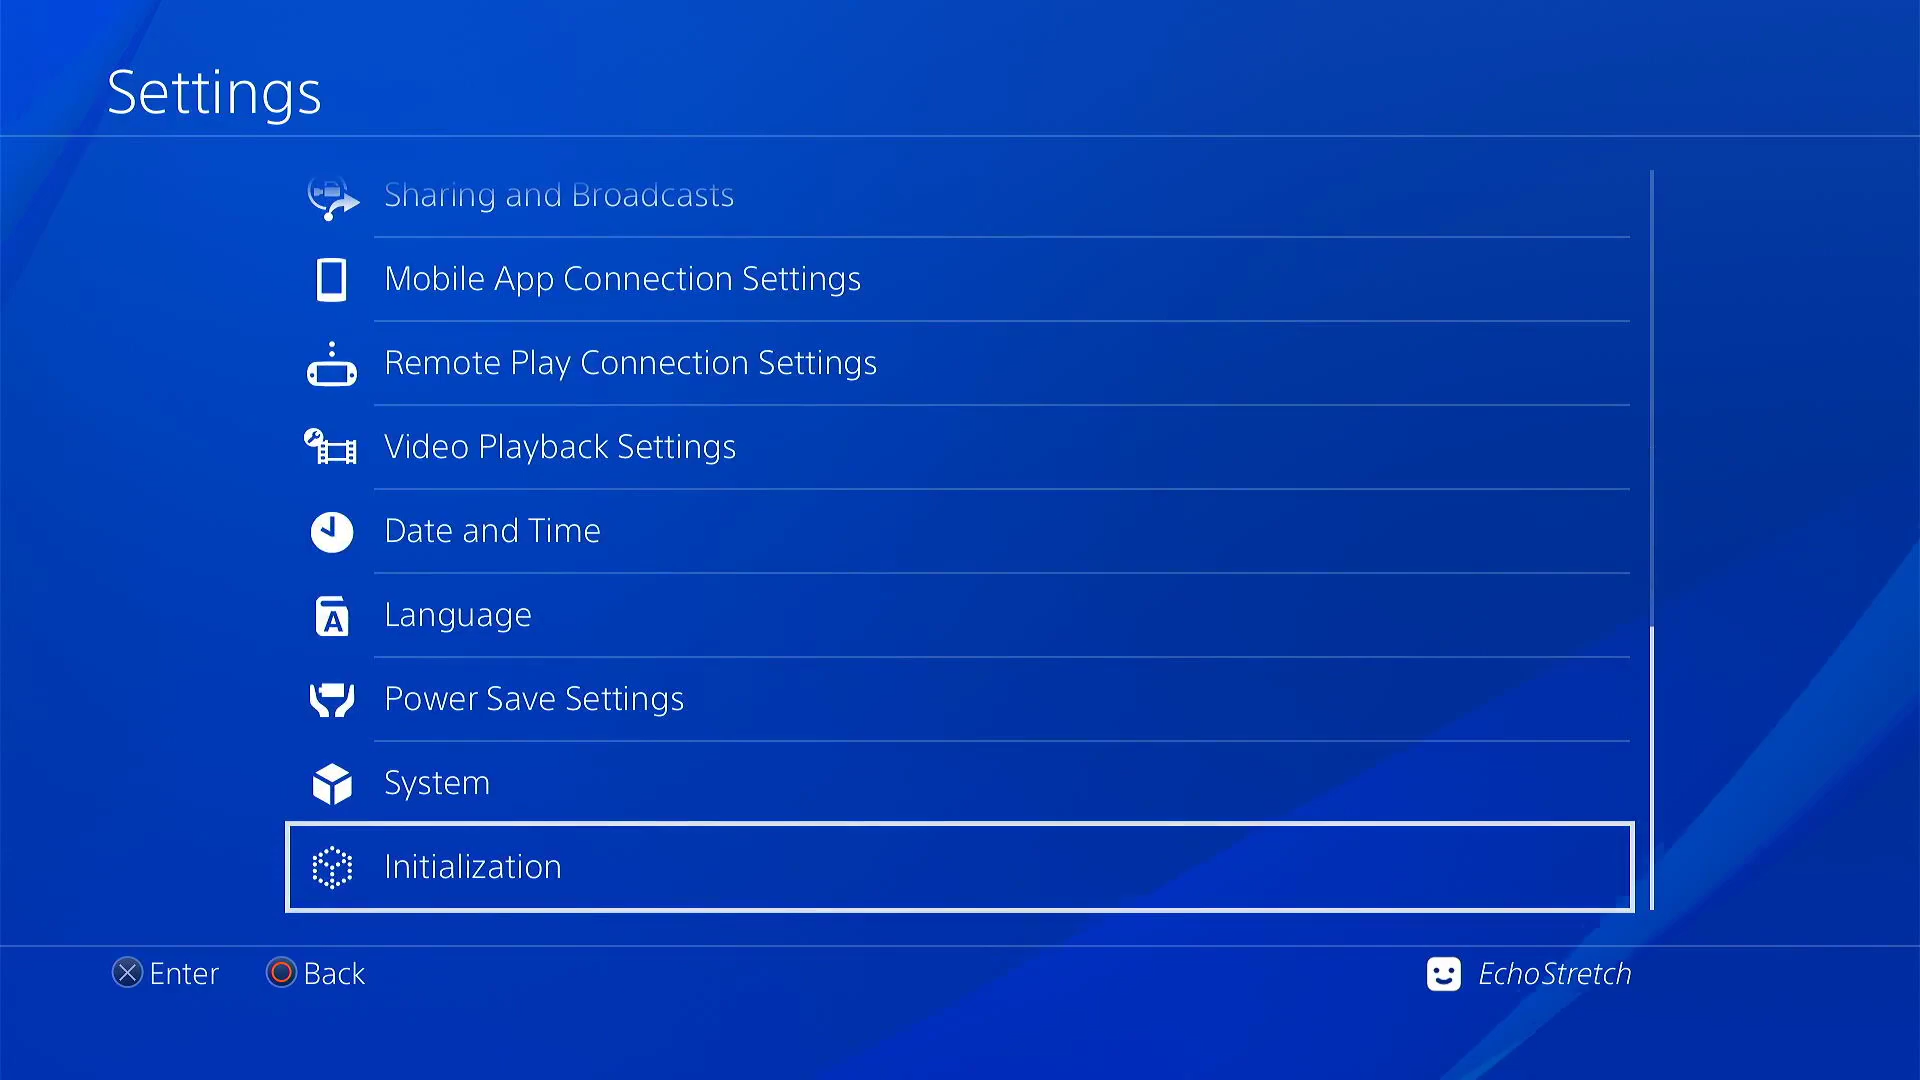 Settings
Sharing and Broadcasts
Mobile App Connection Settings
Remote Play Connection Settings
Video Playback Settings
Date and Time
A
Language
Power Save Settings
System
Initialization
Enter
Back
EchoStretch